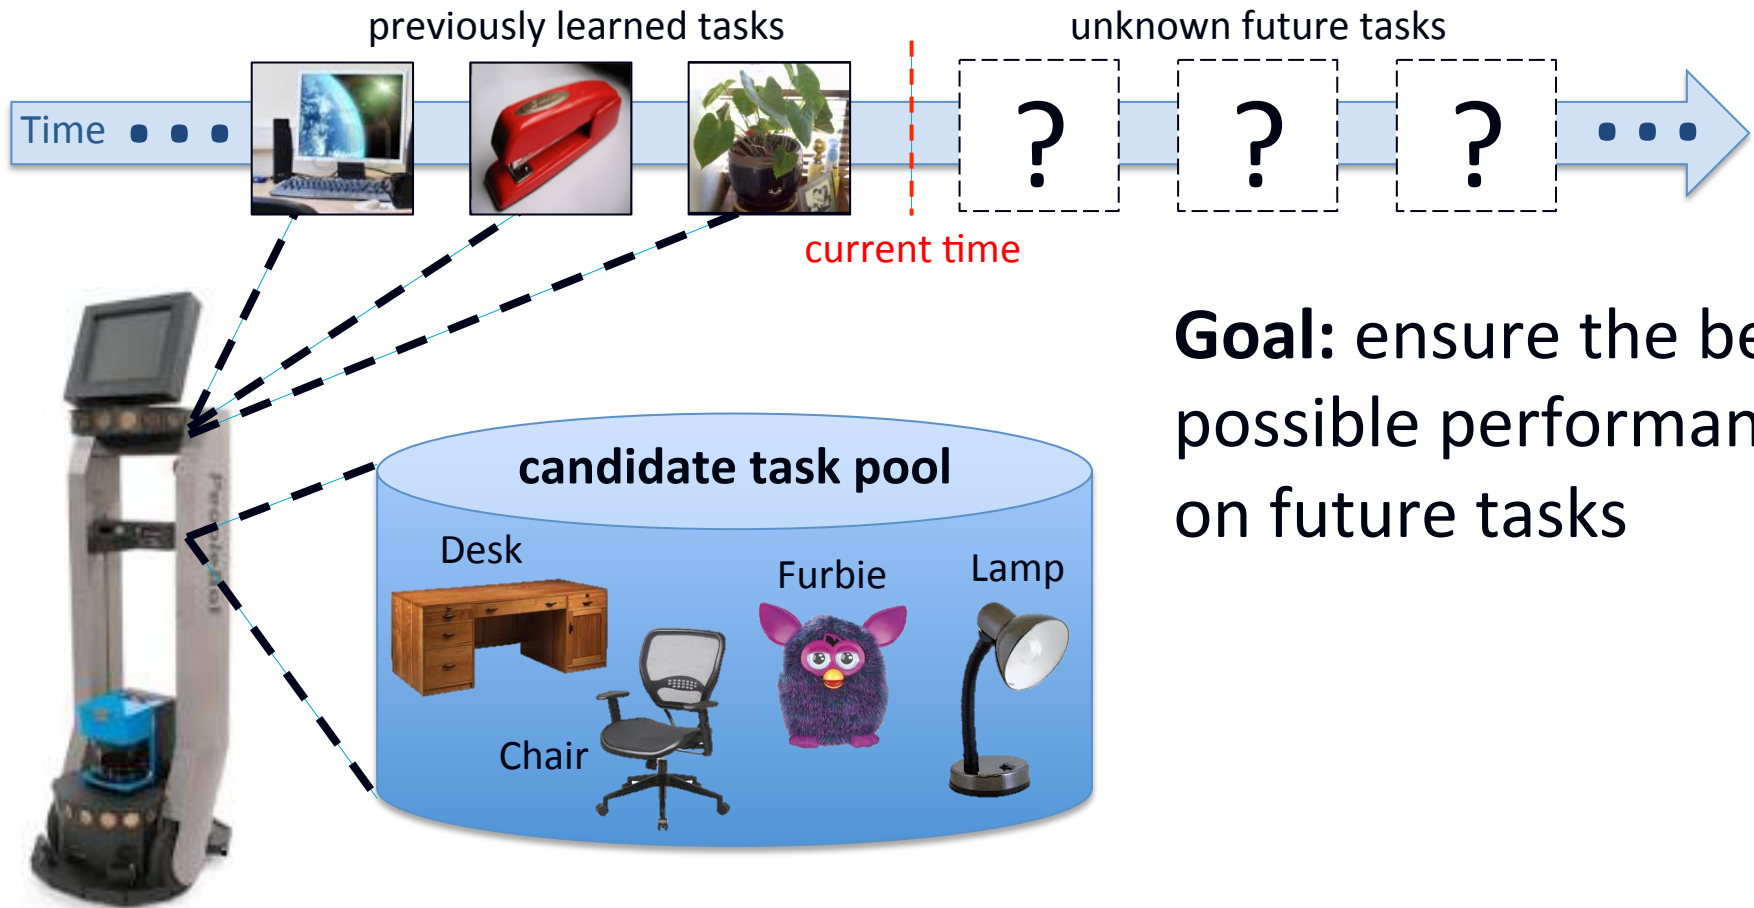 previously learned tasks
unknown future tasks
Time
? ? ?
current time
Goal: ensure the be
possible performan
on future tasks
candidate task pool
Desk
Furbie
Lamp
Chair